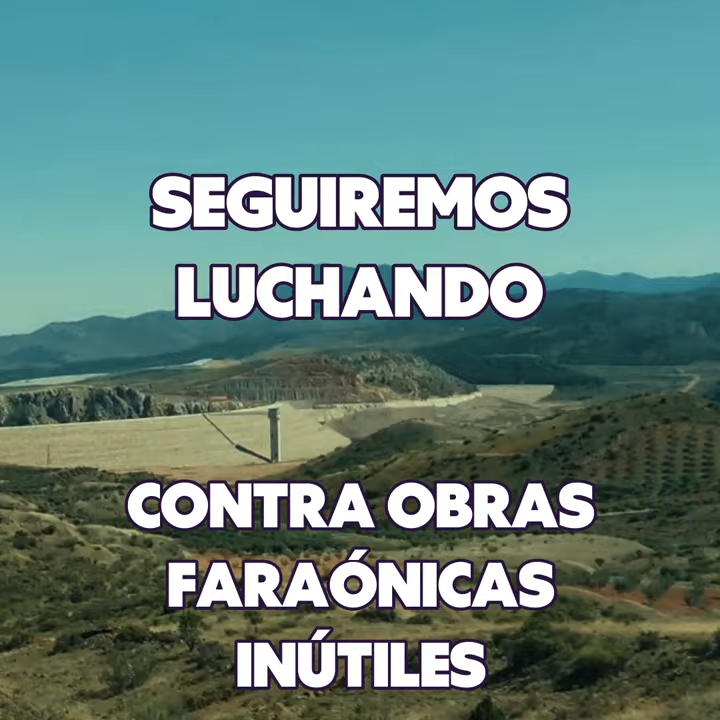 SEGUIREMOS
LUCHANDO
CONTRA OBRAS
FARAÓNICAS
INÚTILES